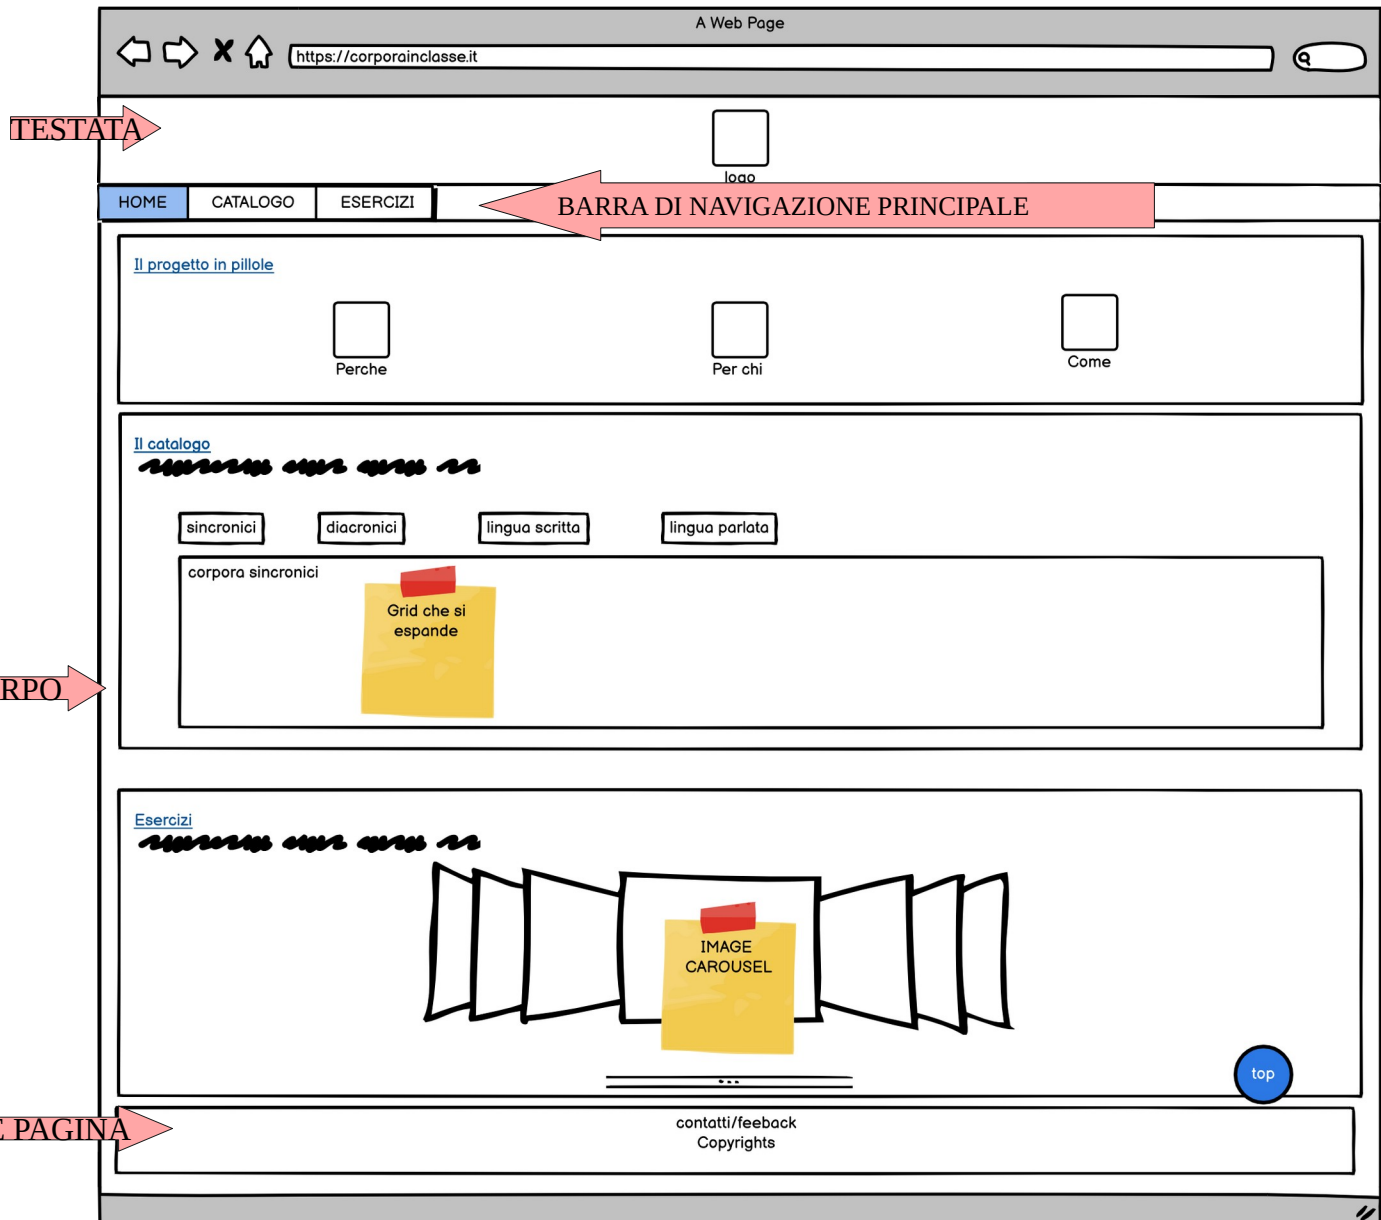 A Web Page
https://corporainclasse.it
TESTATA
logo
HOME CATALOGO ESERCIZI
BARRA DI NAVIGAZIONE PRINCIPALE
Il progetto in pillole
Perche Per chi Come
Il catalogo
sincronici diacronici lingua scritta lingua parlata
corpora sincronici
Grid che si
espande
RPO
Esercizi
IMAGE
CAROUSEL
top
E PAGINA
contatti/feeback
Copyrights